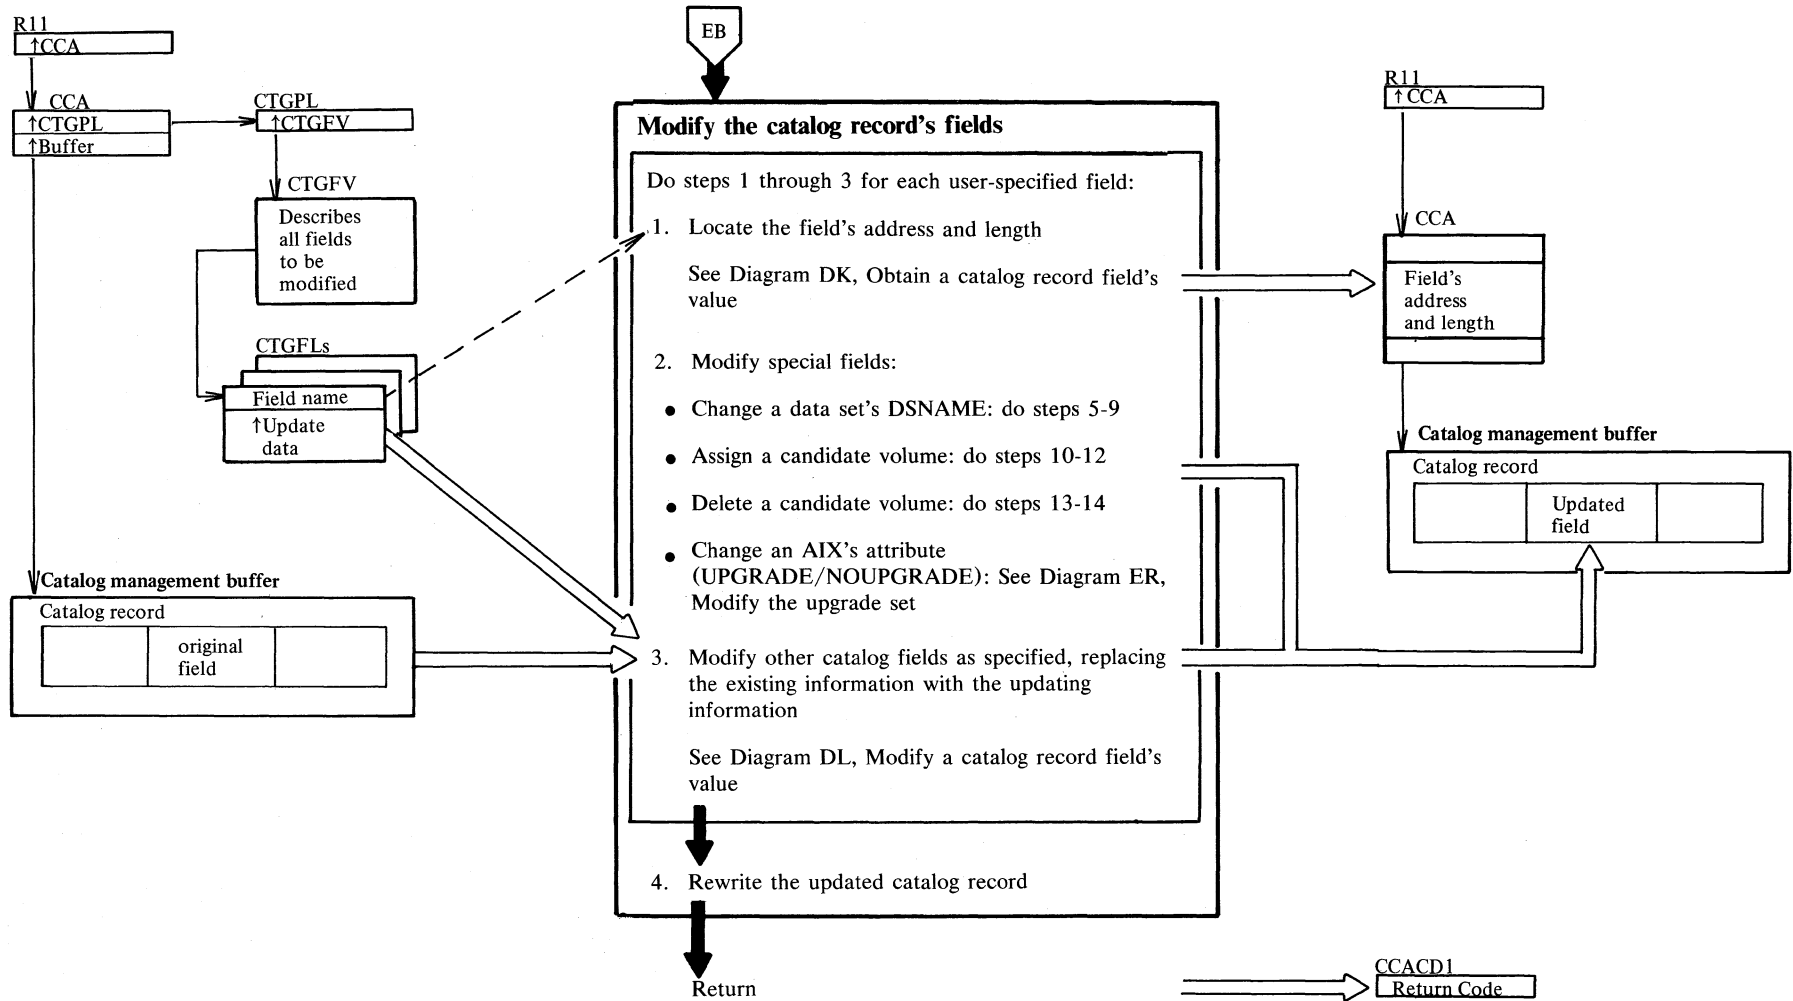 R11
↑CCA
CCA
↑CTGPL
↑Buffer
CTGPL
↑CTGFV
CTGFV
Describes
all fields
to be
modified
CTGFLs
Field name
↑Update
data
Catalog management buffer
Catalog record
original
field
EB
Modify the catalog record's fields
Do steps 1 through 3 for each user-specified field:
1. Locate the field's address and length
See Diagram DK, Obtain a catalog record field's
value
2. Modify special fields:
• Change a data set's DSNAME: do steps 5-9
• Assign a candidate volume: do steps 10-12
• Delete a candidate volume: do steps 13-14
• Change an AIX's attribute
(UPGRADE/NOUPGRADE): See Diagram ER,
Modify the upgrade set
3. Modify other catalog fields as specified, replacing
the existing information with the updating
information
See Diagram DL, Modify a catalog record field's
value
4. Rewrite the updated catalog record
Return
R11
↑CCA
CCA
Field's
address
and length
Catalog management buffer
Catalog record
Updated
field
CCACD1
Return Code